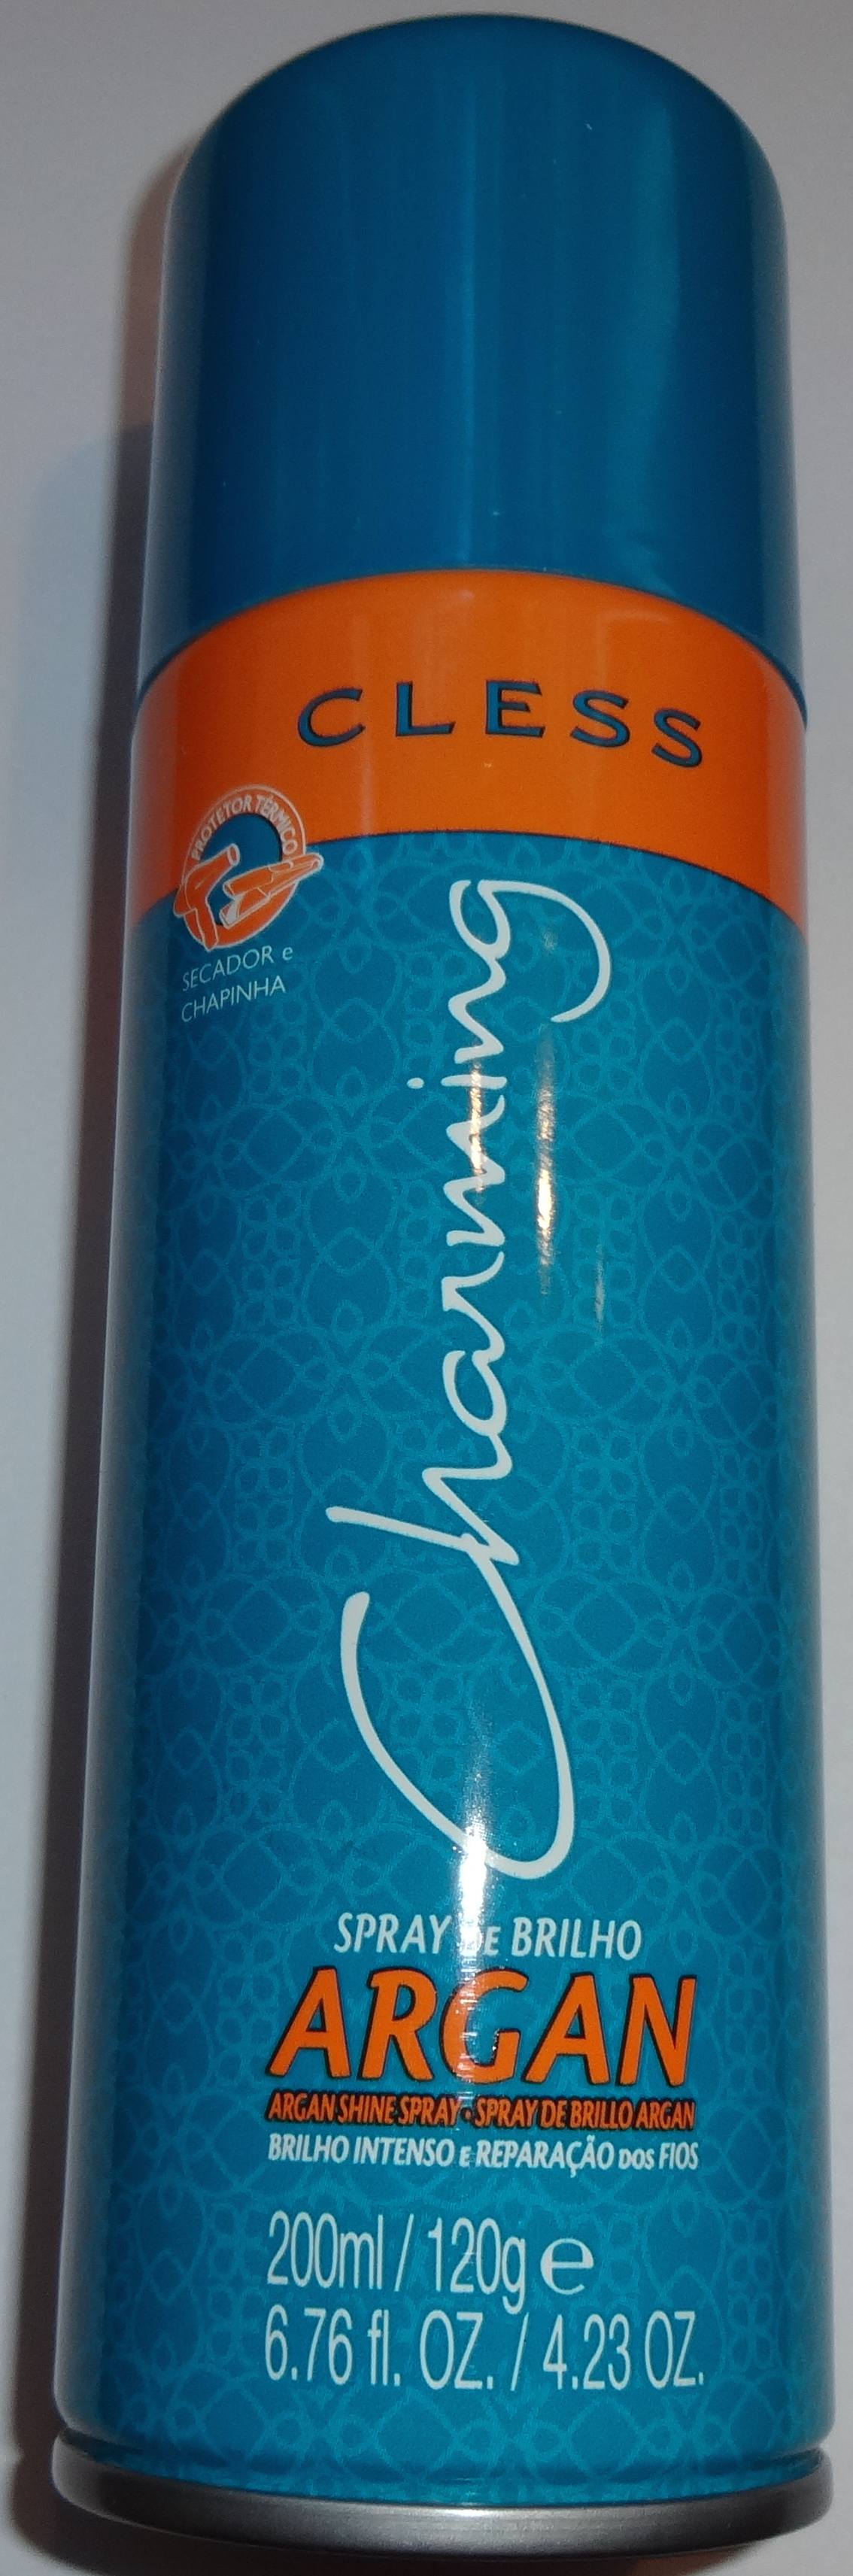 CLESS
PROTETOR TÉRMICO
SECADOR e
CHAPINHA
Charming
SPRAY DE BRILHO
ARGAN
ARGAN SHINE SPRAY • SPRAY DE BRILLO ARGAN
BRILHO INTENSO E REPARAÇÃO DOS FIOS
200ml / 120g e
6.76 fl. OZ. / 4.23 OZ.